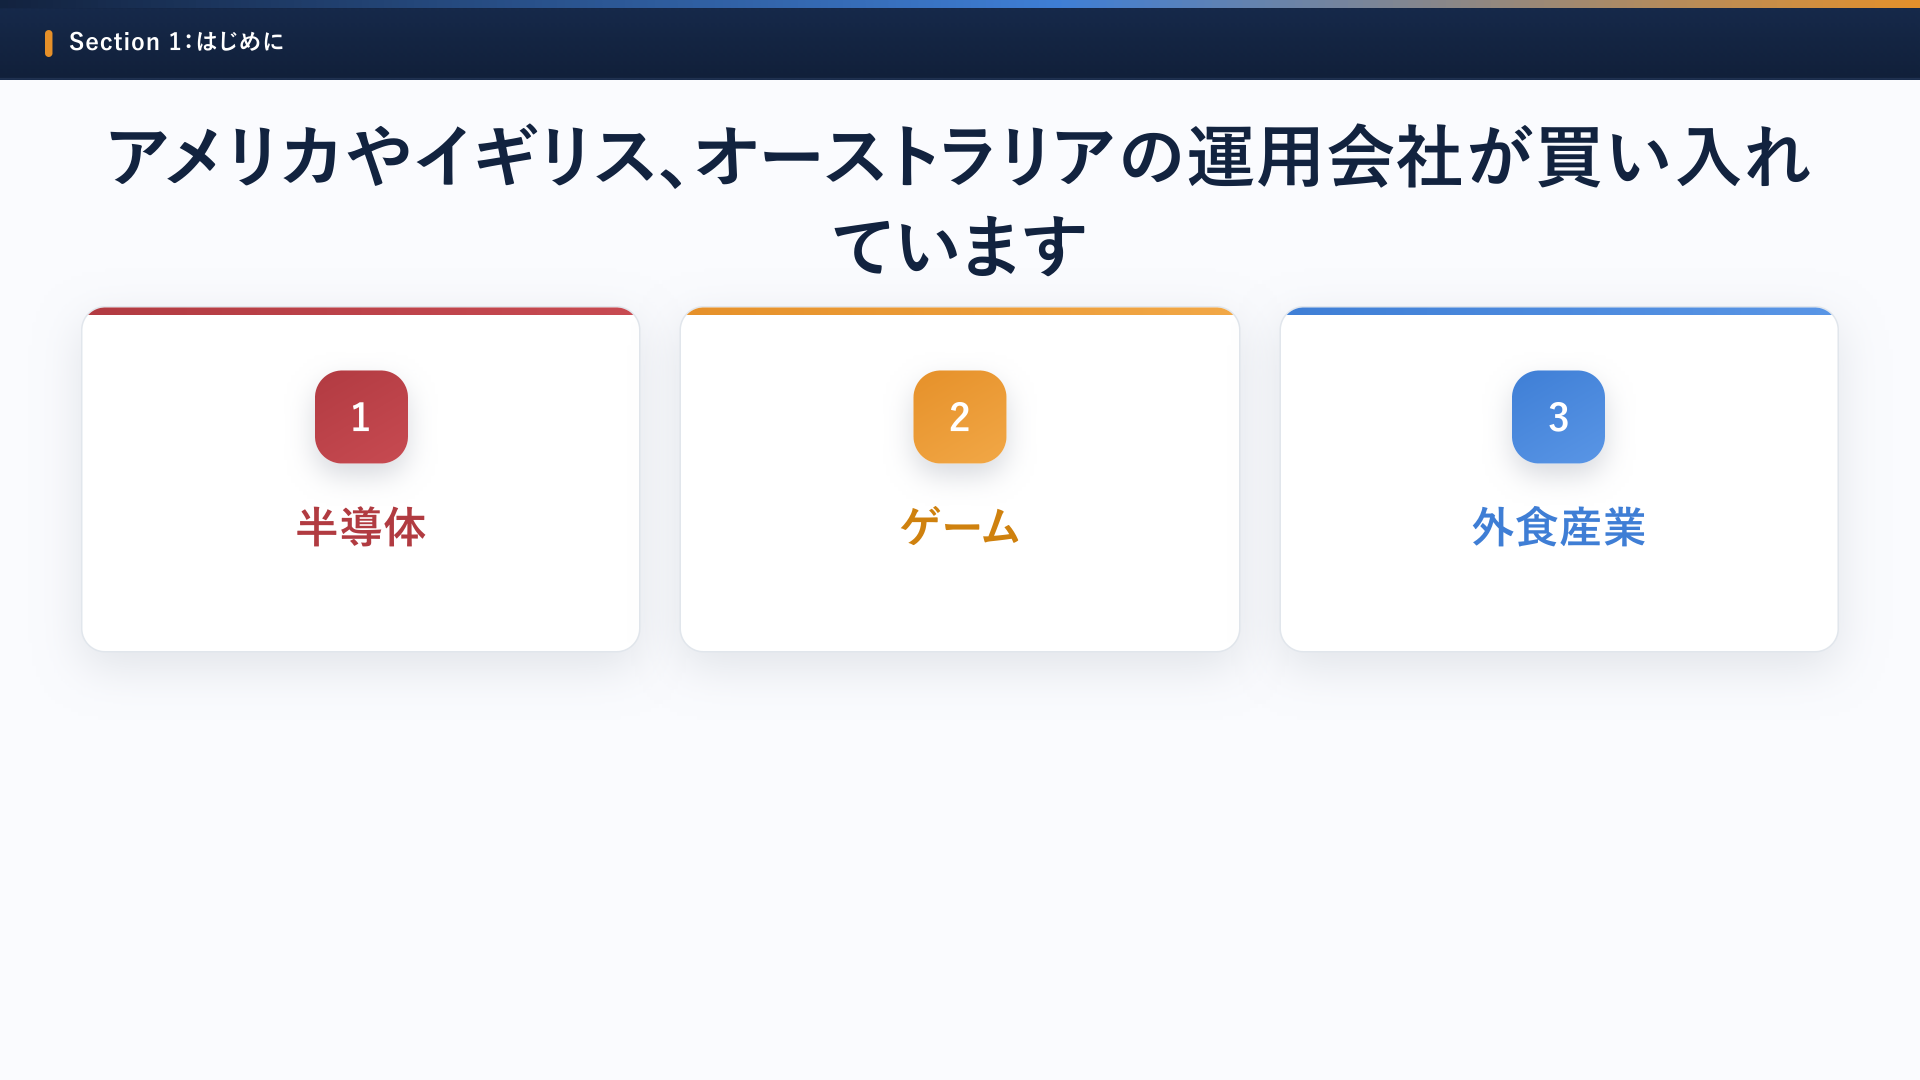 Section 1：はじめに
アメリカやイギリス、オーストラリアの運用会社が買い入れ
ています
1
半導体
2
ゲーム
3
外食産業